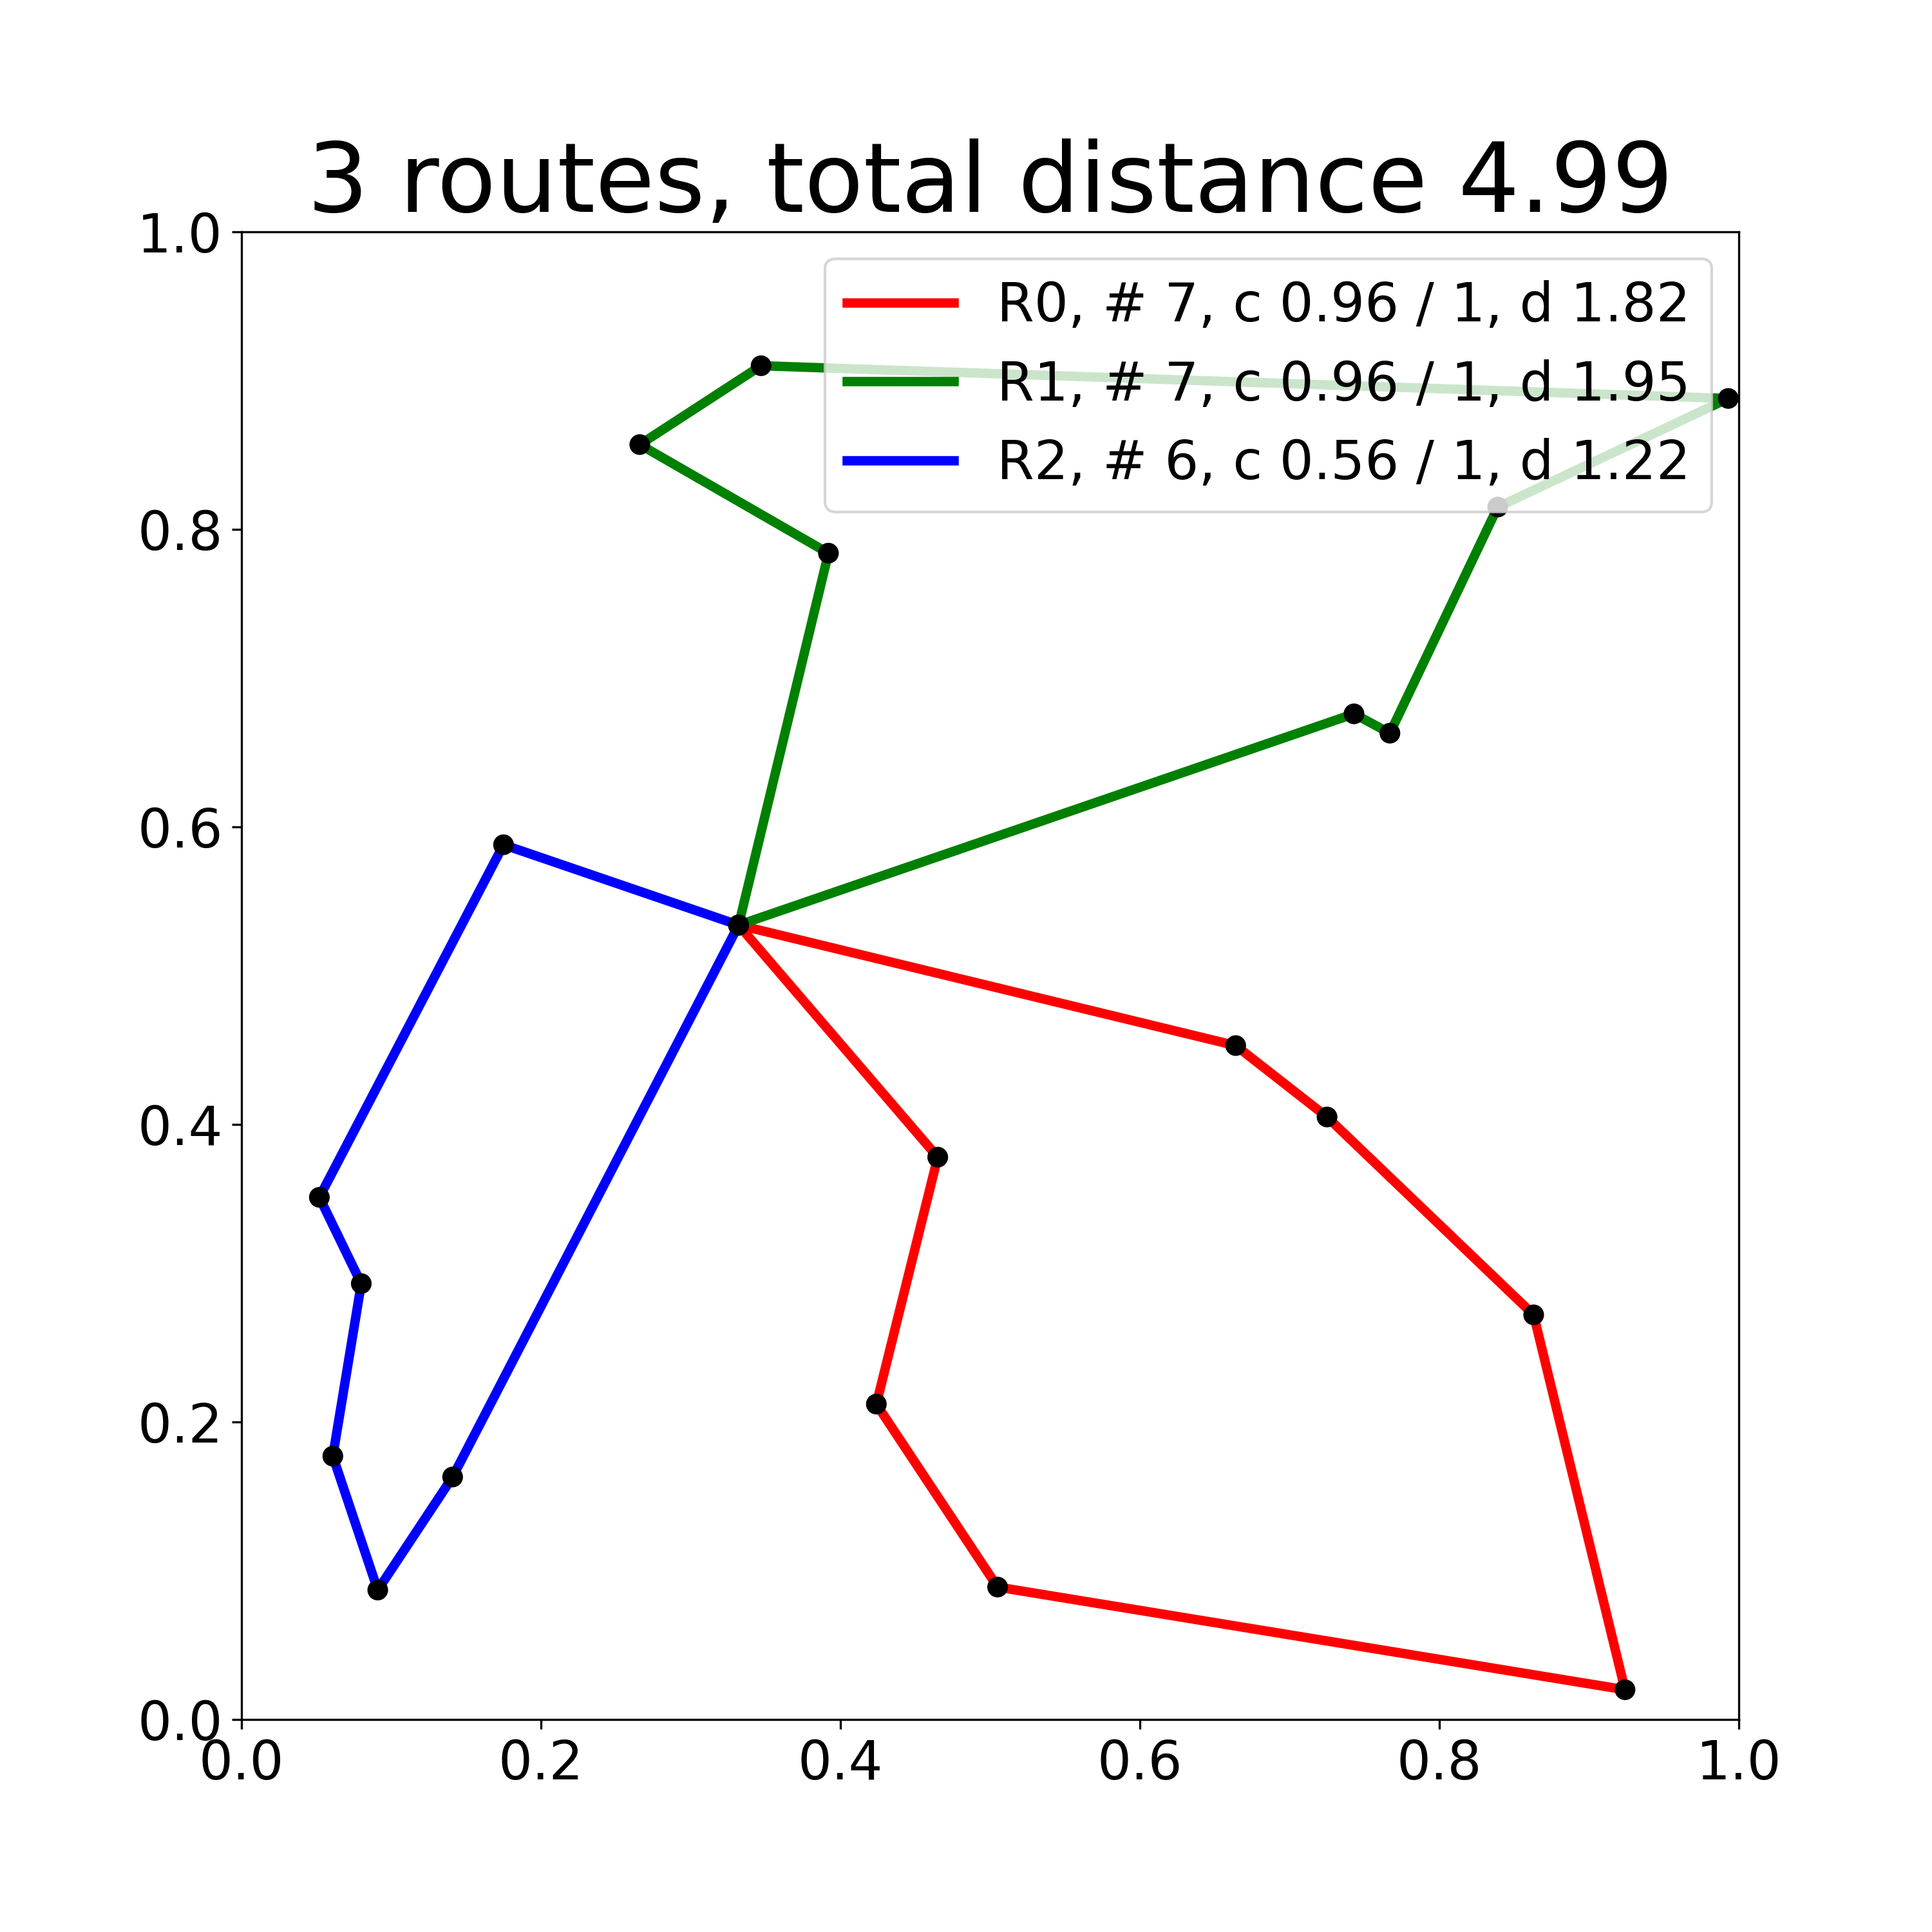 3 routes, total distance 4.99
R0, # 7, c 0.96 / 1, d 1.82
R1, # 7, c 0.96 / 1, d 1.95
R2, # 6, c 0.56 / 1, d 1.22
1.0
0.8
0.6
0.4
0.2
0.0
0.0 0.2 0.4 0.6 0.8 1.0